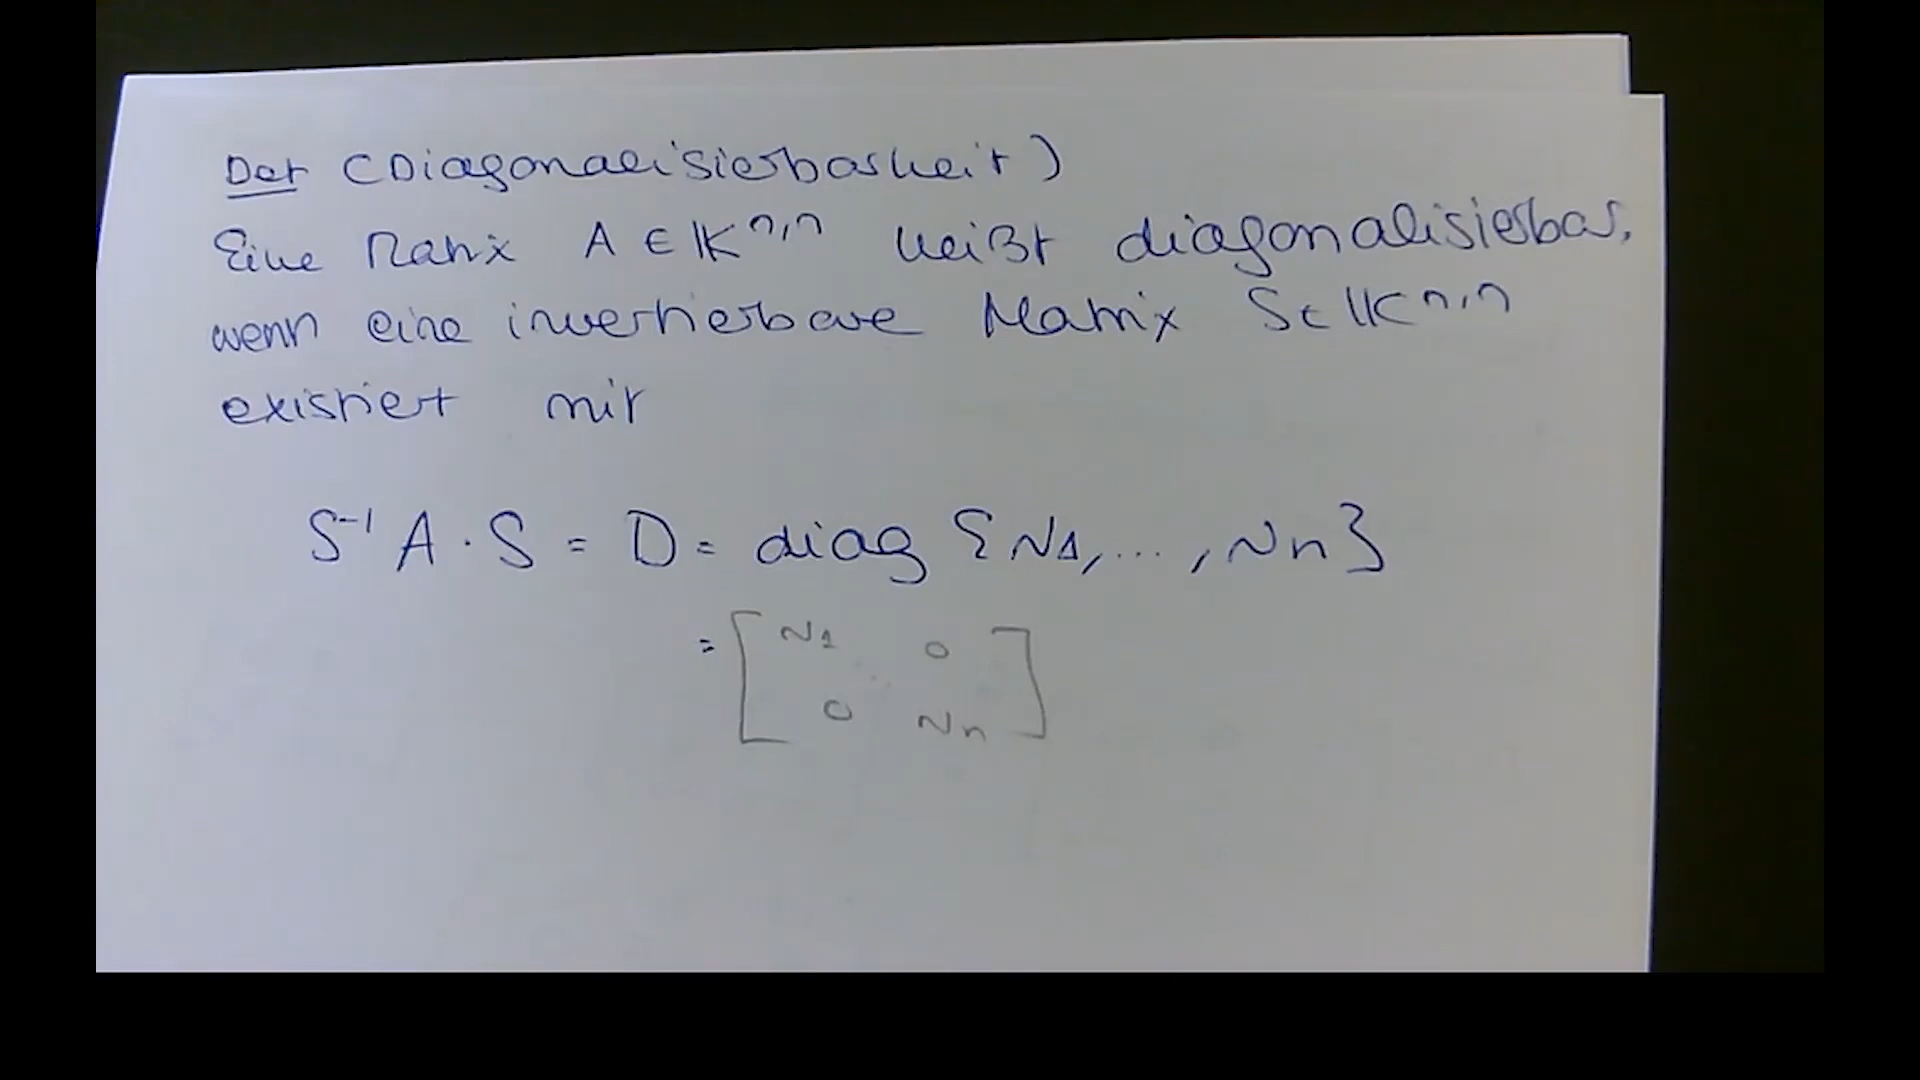 Def (Diagonalisierbarkeit)
Eine Matrix A ∈ 𝕂^n,n heißt diagonalisierbar,
wenn eine invertierbare Matrix S ∈ 𝕂^n,n
existiert mit
S⁻¹ A · S = D = diag {λ1, ..., λn}
= [ λ1 0
0 λn ]